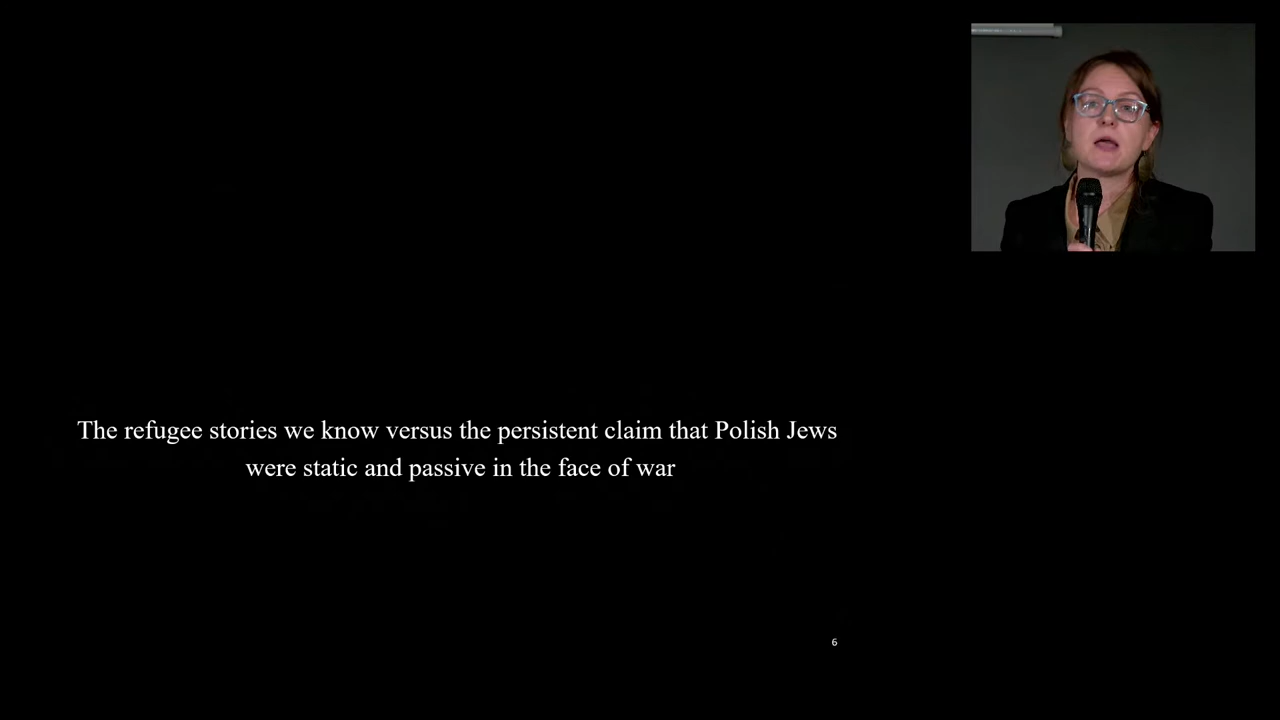 The refugee stories we know versus the persistent claim that Polish Jews
were static and passive in the face of war
6